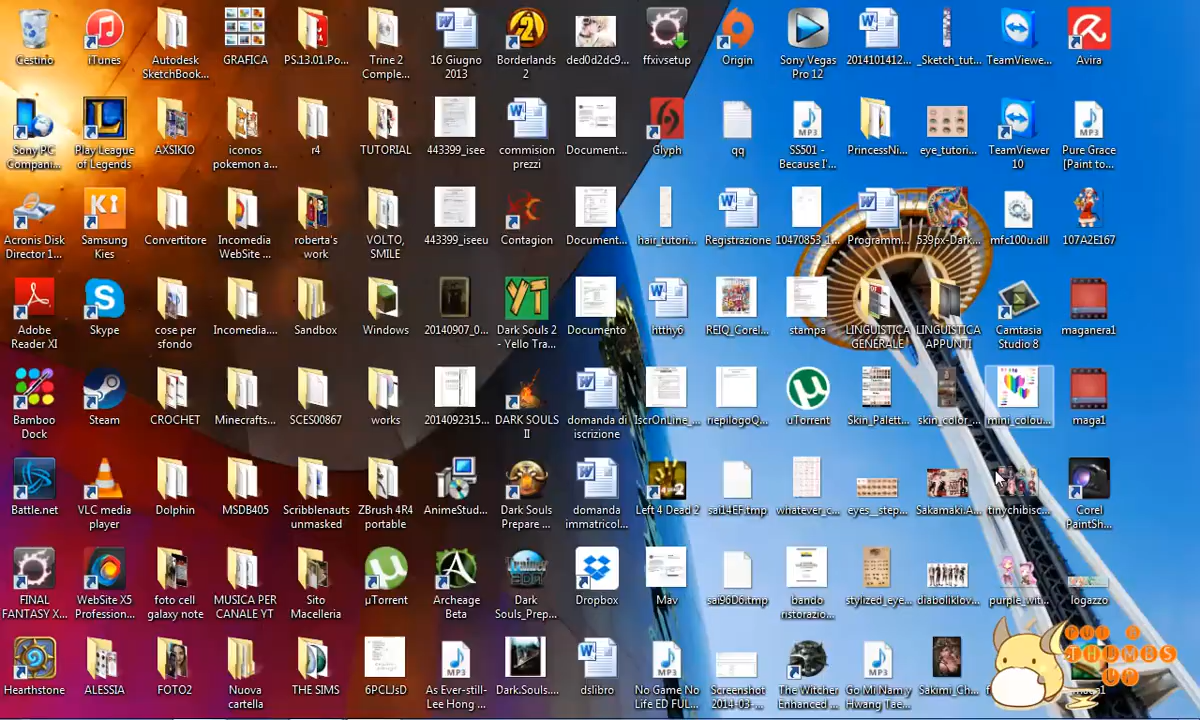 Cestino
iTunes
Autodesk
SketchBook...
GRAFICA
PS.13.01.Po...
Trine 2
Comple...
16 Giugno
2013
Borderlands
2
ded0d2dc9...
ffxivsetup
Origin
Sony Vegas
Pro 12
2014101412...
_Sketch_tut...
TeamViewe...
Avira
Sony PC
Compani...
Play League
of Legends
AXSIKIO
iconos
pokemon a...
r4
TUTORIAL
443399_isee
commision
prezzi
Document...
Glyph
qq
SS501 -
Because I'...
PrincessNi...
eye_tutori...
TeamViewer
10
Pure Grace
[Paint to...
Acronis Disk
Director 1...
Samsung
Kies
Convertitore
Incomedia
WebSite ...
roberta's
work
VOLTO,
SMILE
443399_iseeu
Contagion
Document...
hair_tutori...
Registrazione
10470853_1...
Programm...
539px-Dark...
mfc100u.dll
107A2E167
Adobe
Reader XI
Skype
cose per
sfondo
Incomedia....
Sandbox
Windows
20140907_0...
Dark Souls 2
- Yello Tra...
Documento
htthy6
REIQ_Corel...
stampa
LINGUISTICA
GENERALE
LINGUISTICA
APPUNTI
Camtasia
Studio 8
maganera1
Bamboo
Dock
Steam
CROCHET
Minecrafts...
SCES00867
works
2014092315...
DARK SOULS
II
domanda di
iscrizione
IscrOnLine_...
riepilogoQ...
uTorrent
Skin_Palett...
skin_color_...
mini_colou...
maga1
Battle.net
VLC media
player
Dolphin
MSDB405
Scribblenauts
unmasked
ZBrush 4R4
portable
AnimeStud...
Dark Souls
Prepare ...
domanda
immatricol...
Left 4 Dead 2
sai14EF.tmp
whatever_c...
eyes__step...
Sakamaki.A...
tinychibisc...
Corel
PaintSh...
FINAL
FANTASY X...
WebSite X5
Profession...
foto cell
galaxy note
MUSICA PER
CANALE YT
Sito
Macelleria
µTorrent
Archeage
Beta
Dark
Souls_Prep...
Dropbox
Mav
sai96D6.tmp
bando
ristorazio...
stylized_eye...
diaboliklov...
purple_wit...
logazzo
Hearthstone
ALESSIA
FOTO2
Nuova
cartella
THE SIMS
6PCLJsD
As Ever-still-
Lee Hong ...
Dark.Souls....
dslibro
No Game No
Life ED FUL...
Screenshot
2014-03-...
The Witcher
Enhanced ...
Go Mi Nam y
Hwang Tae...
Sakimi_Ch...
PUT E
THUMBS
UP